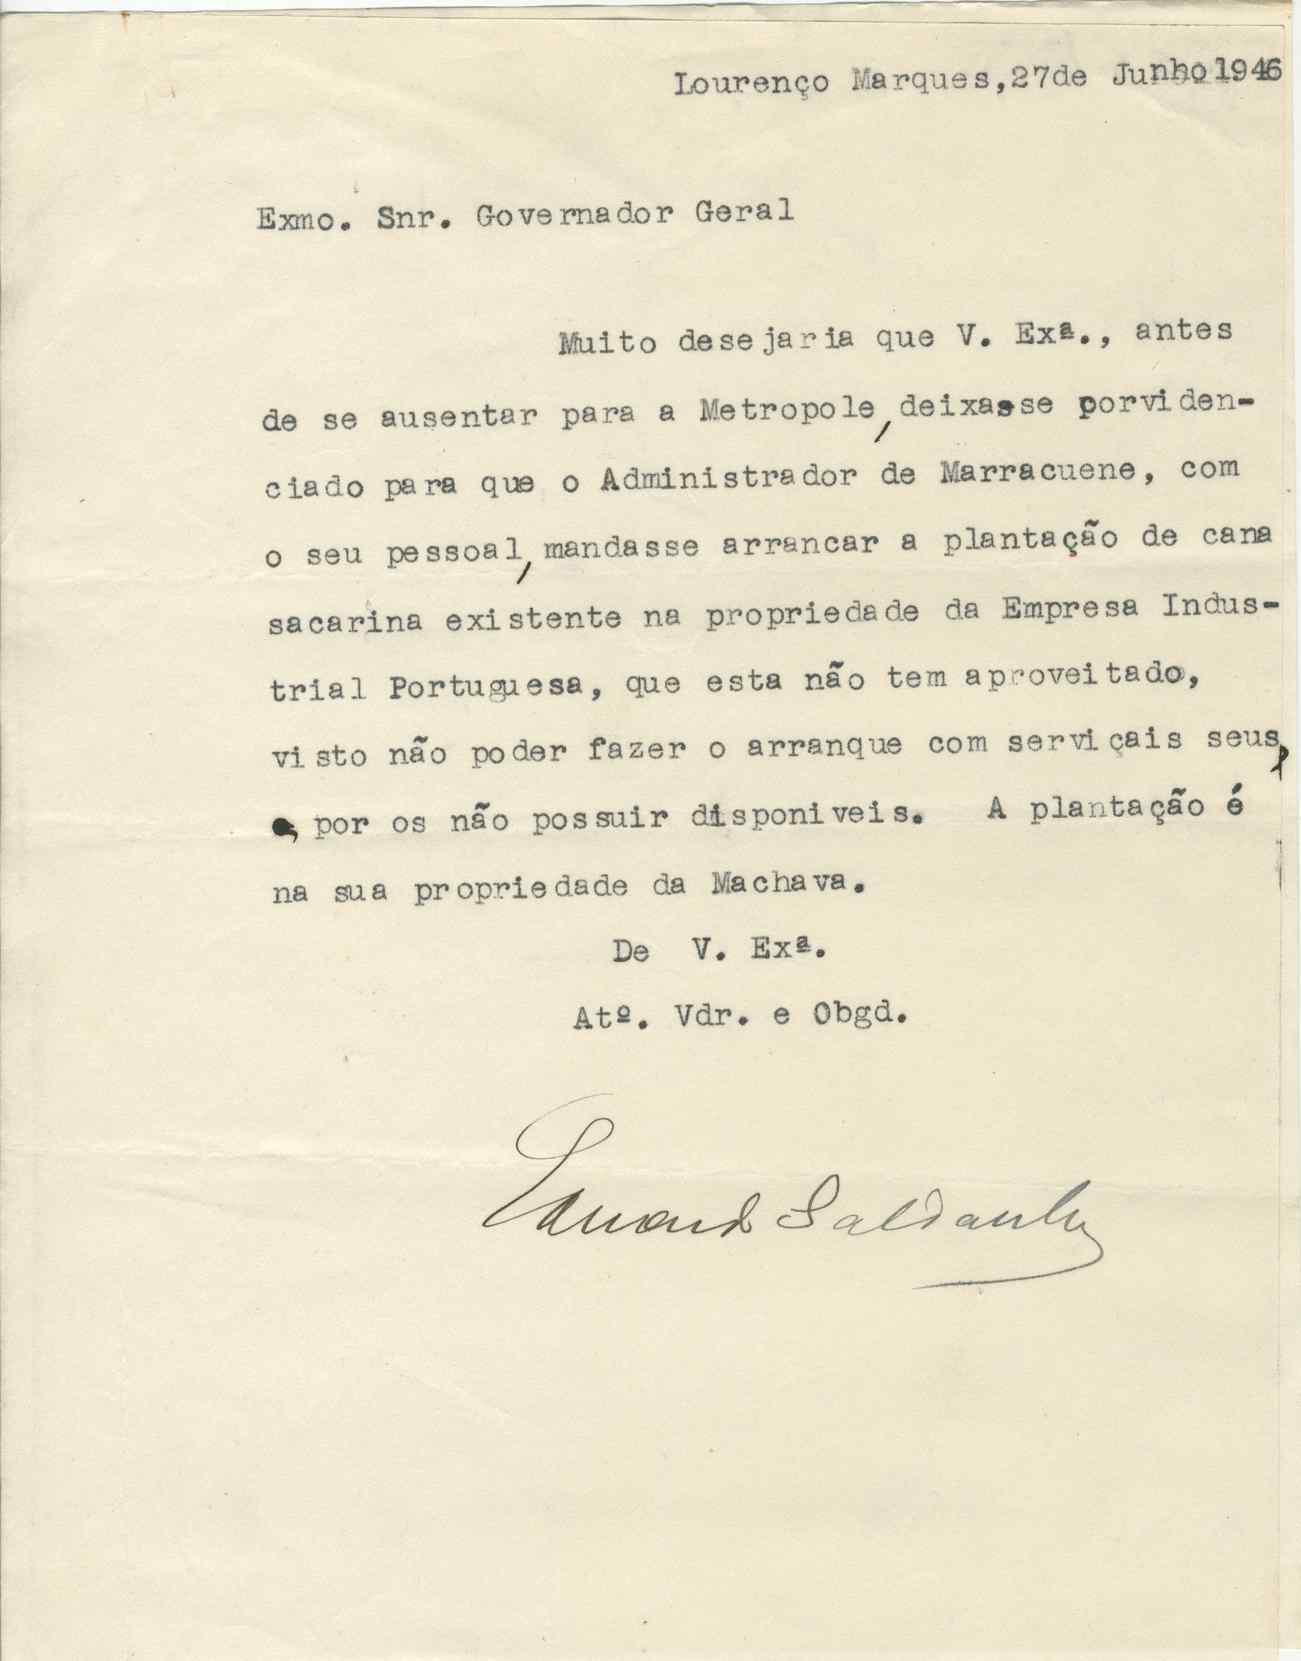 Lourenço Marques,27de Junho1946
Exmo. Snr. Governador Geral
Muito desejaria que V. Exª., antes
de se ausentar para a Metropole, deixasse porviden-
ciado para que o Administrador de Marracuene, com
o seu pessoal, mandasse arrancar a plantação de cana
sacarina existente na propriedade da Empresa Indus-
trial Portuguesa, que esta não tem aproveitado,
visto não poder fazer o arranque com serviçais seus,
por os não possuir disponiveis. A plantação é
na sua propriedade da Machava.
De V. Exª.
Atº. Vdr. e Obgd.
Eduardo Saldanha